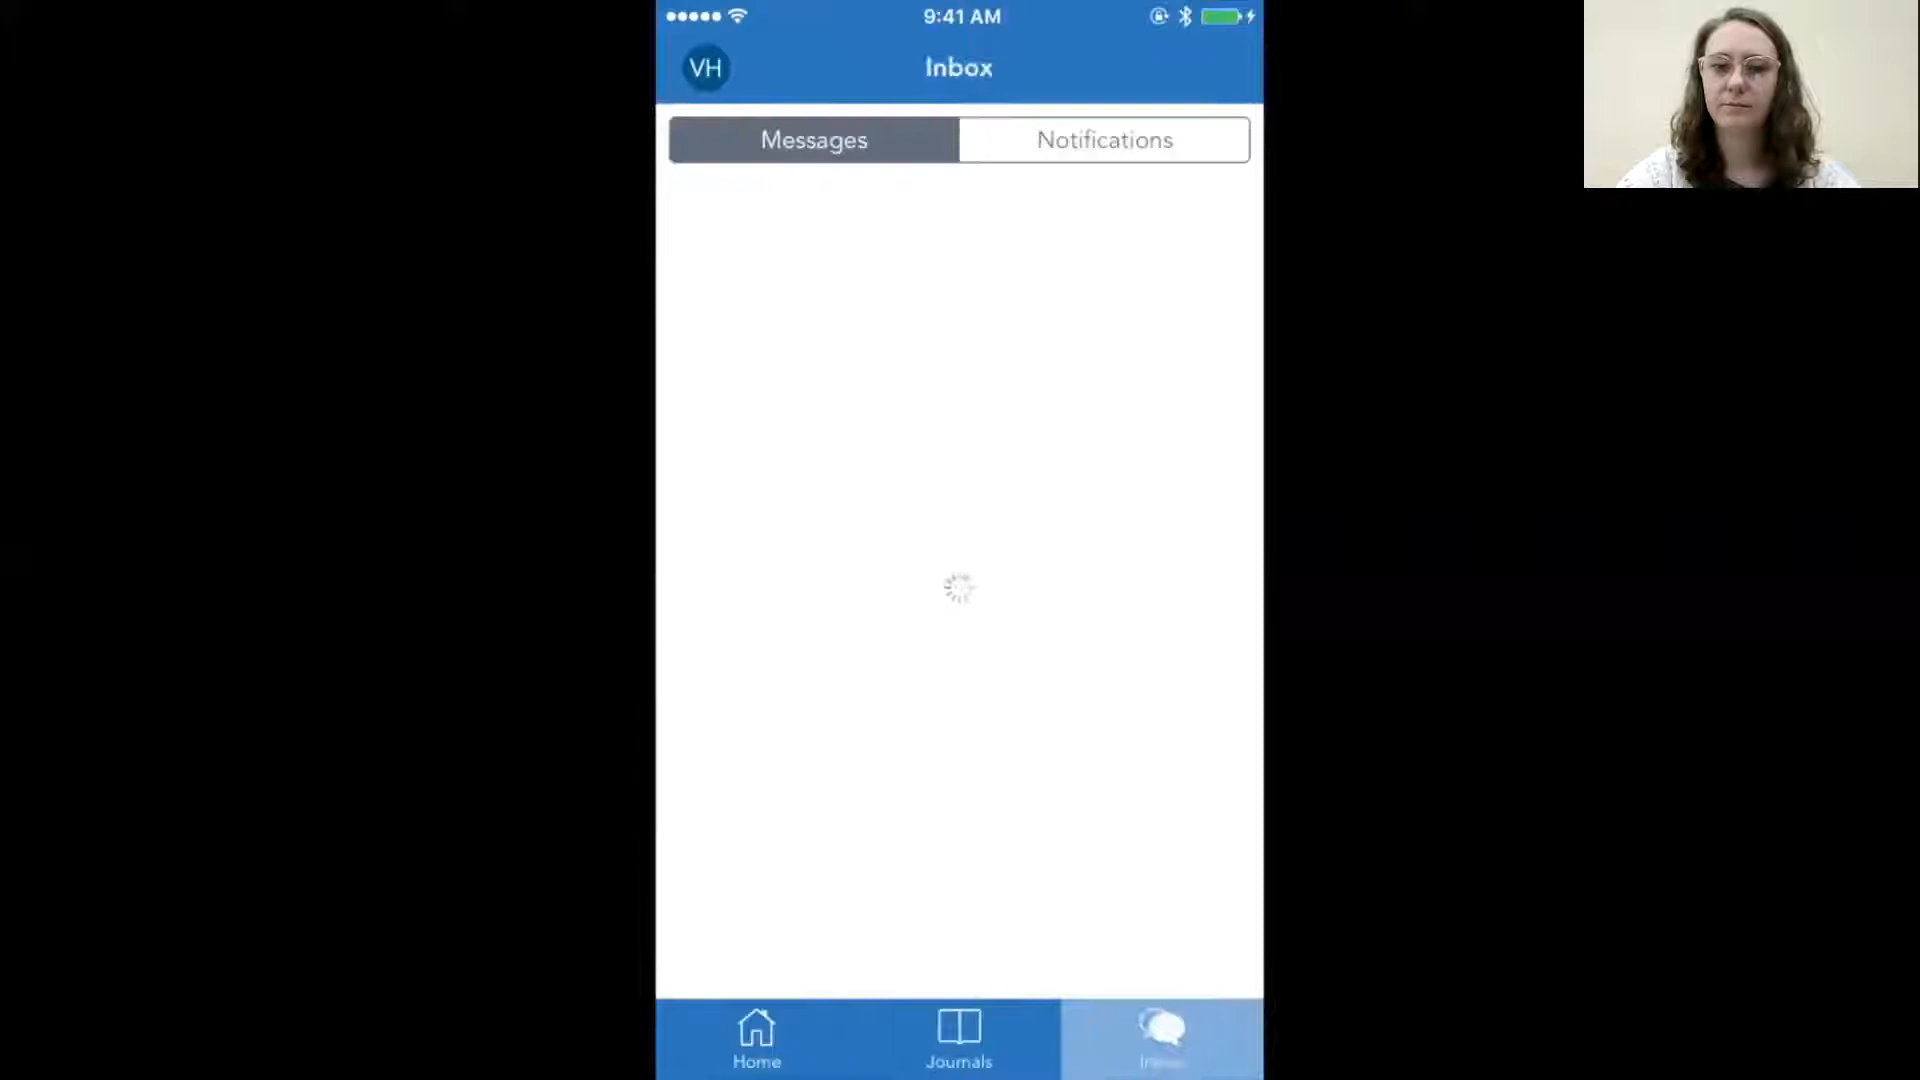 9:41 AM
VH
Inbox
Messages
Notifications
Home
Journals